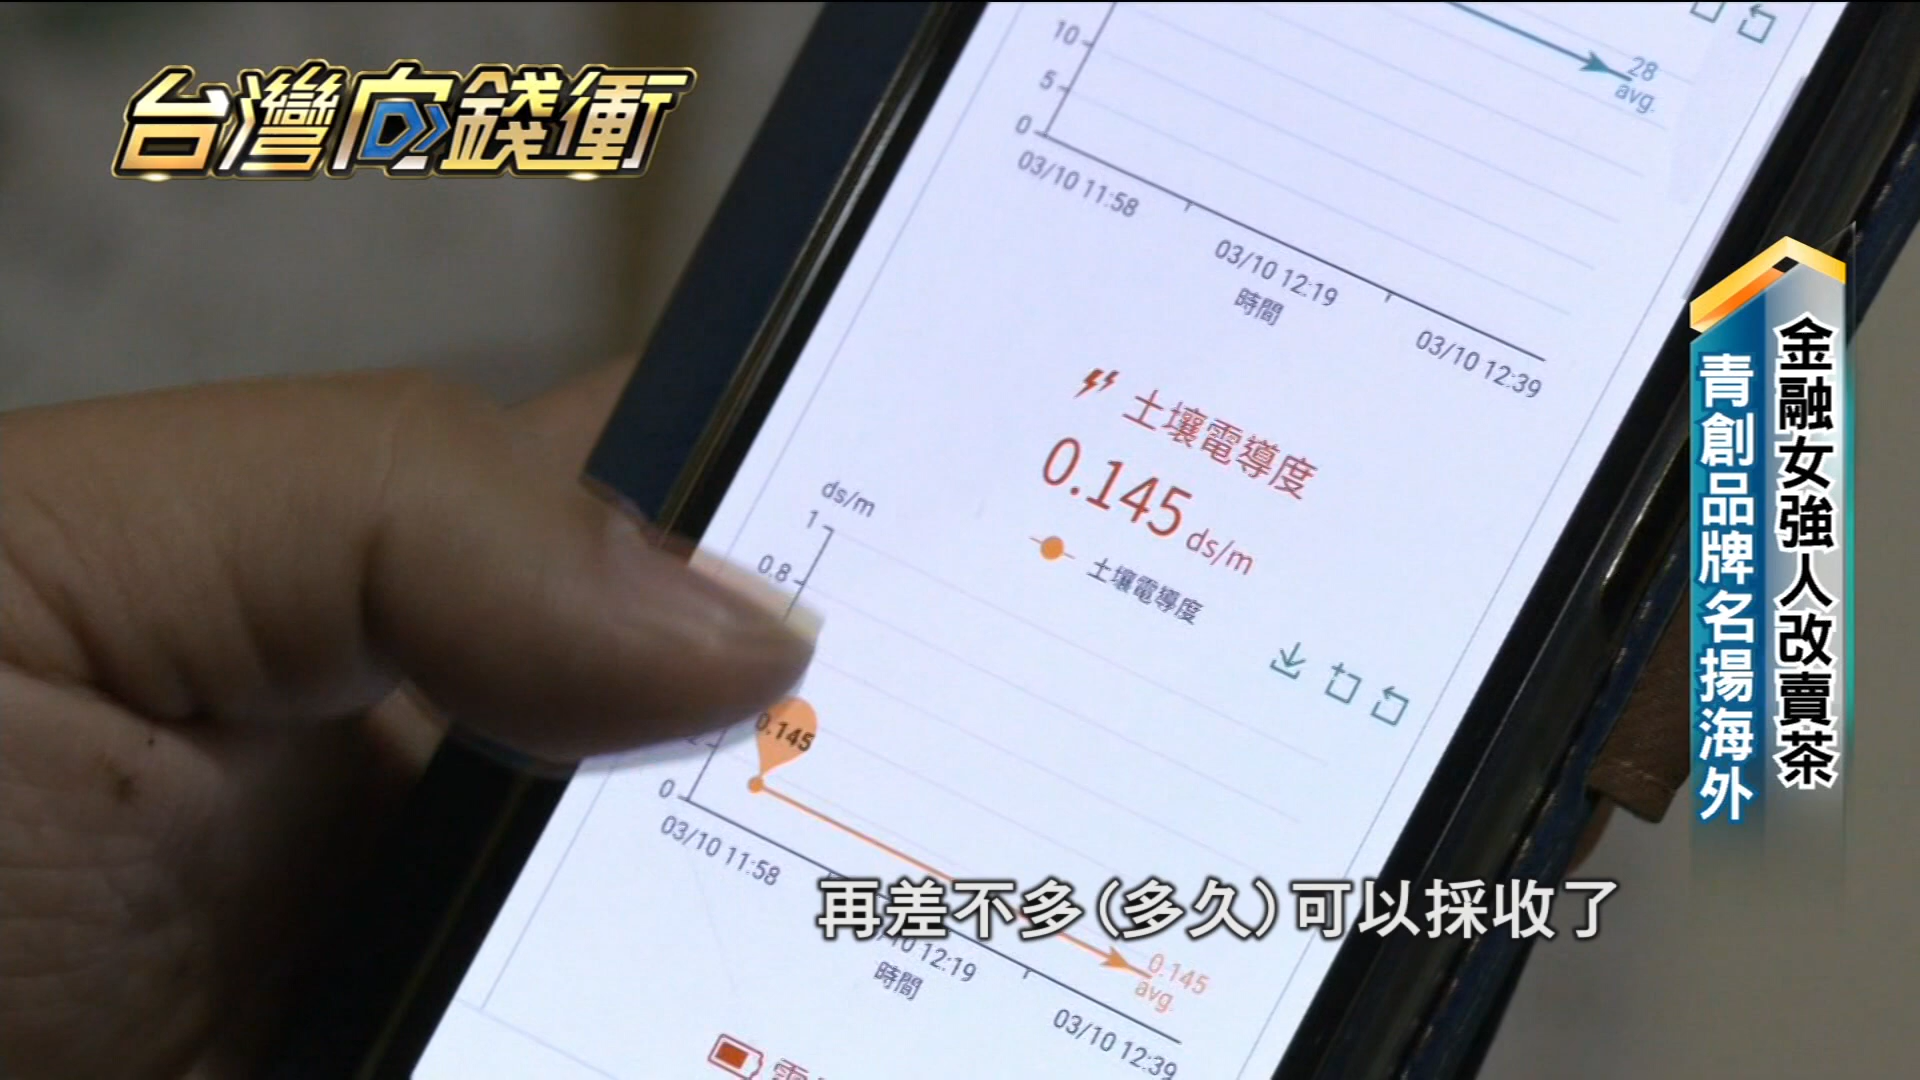 台灣向錢衝
金融女強人改賣茶
青創品牌名揚海外
10
5
0
28
avg.
03/10 11:58
03/10 12:19
03/10 12:39
時間
土壤電導度
0.145 ds/m
土壤電導度
ds/m
1
0.8
0.145
0
03/10 11:58
/10 12:19
03/10 12:39
時間
0.145
avg.
再差不多(多久)可以採收了